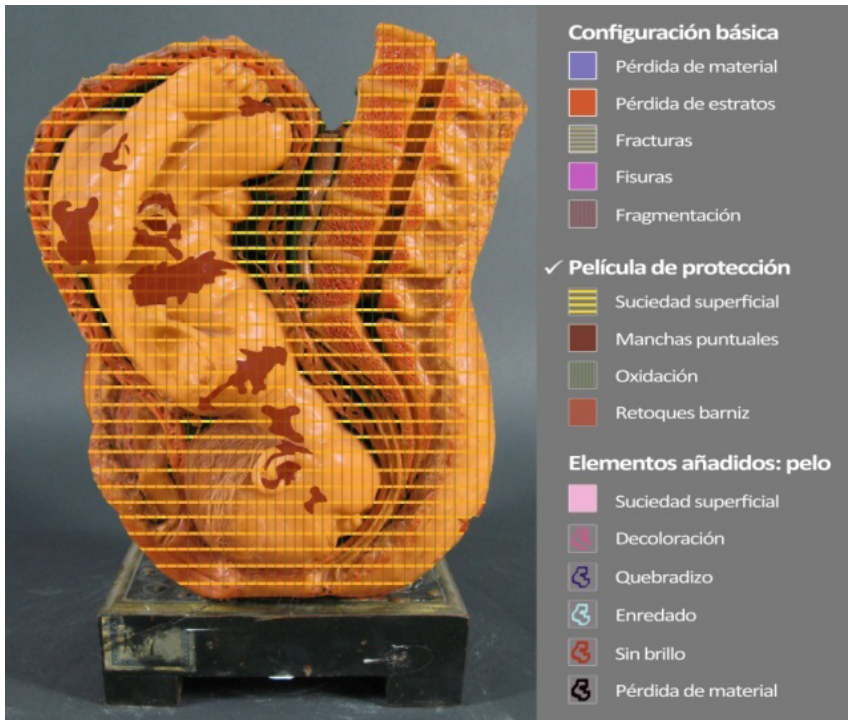 Configuración básica
Pérdida de material
Pérdida de estratos
Fracturas
Fisuras
Fragmentación
✓ Película de protección
Suciedad superficial
Manchas puntuales
Oxidación
Retoques barniz
Elementos añadidos: pelo
Suciedad superficial
Decoloración
Quebradizo
Enredado
Sin brillo
Pérdida de material